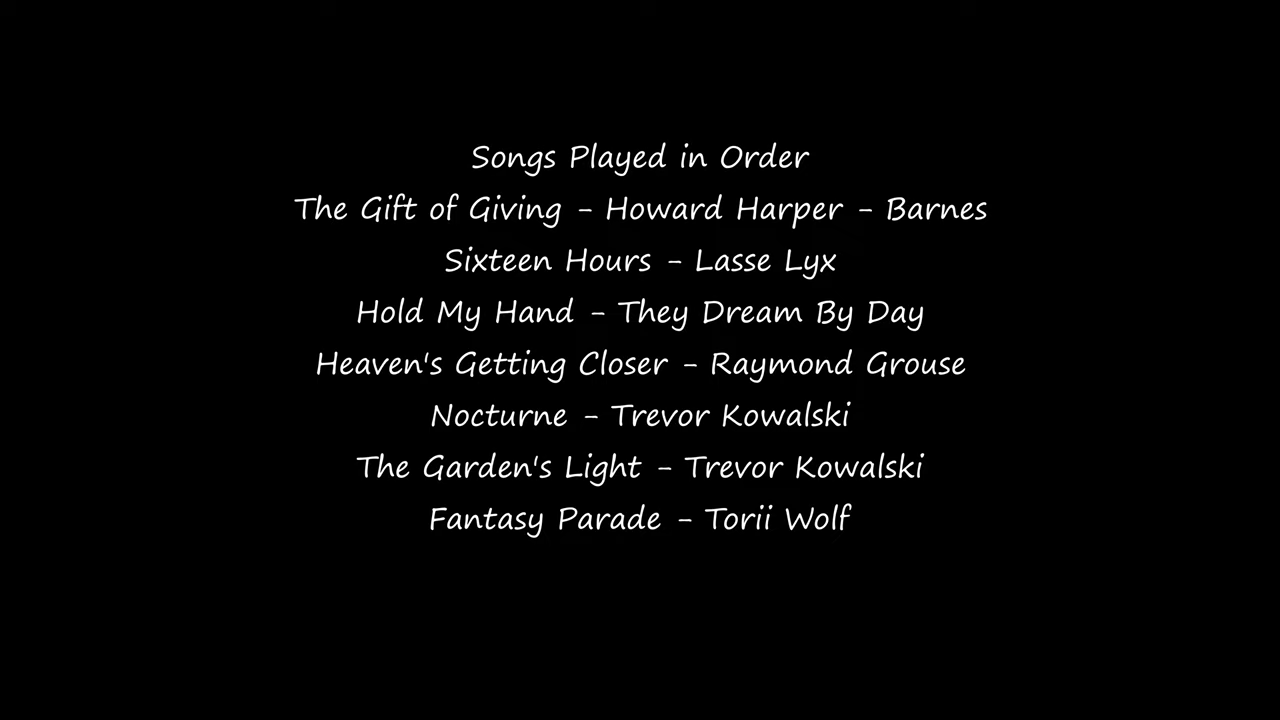 Songs Played in Order
The Gift of Giving - Howard Harper - Barnes
Sixteen Hours - Lasse Lyx
Hold My Hand - They Dream By Day
Heaven's Getting Closer - Raymond Grouse
Nocturne - Trevor Kowalski
The Garden's Light - Trevor Kowalski
Fantasy Parade - Torii Wolf